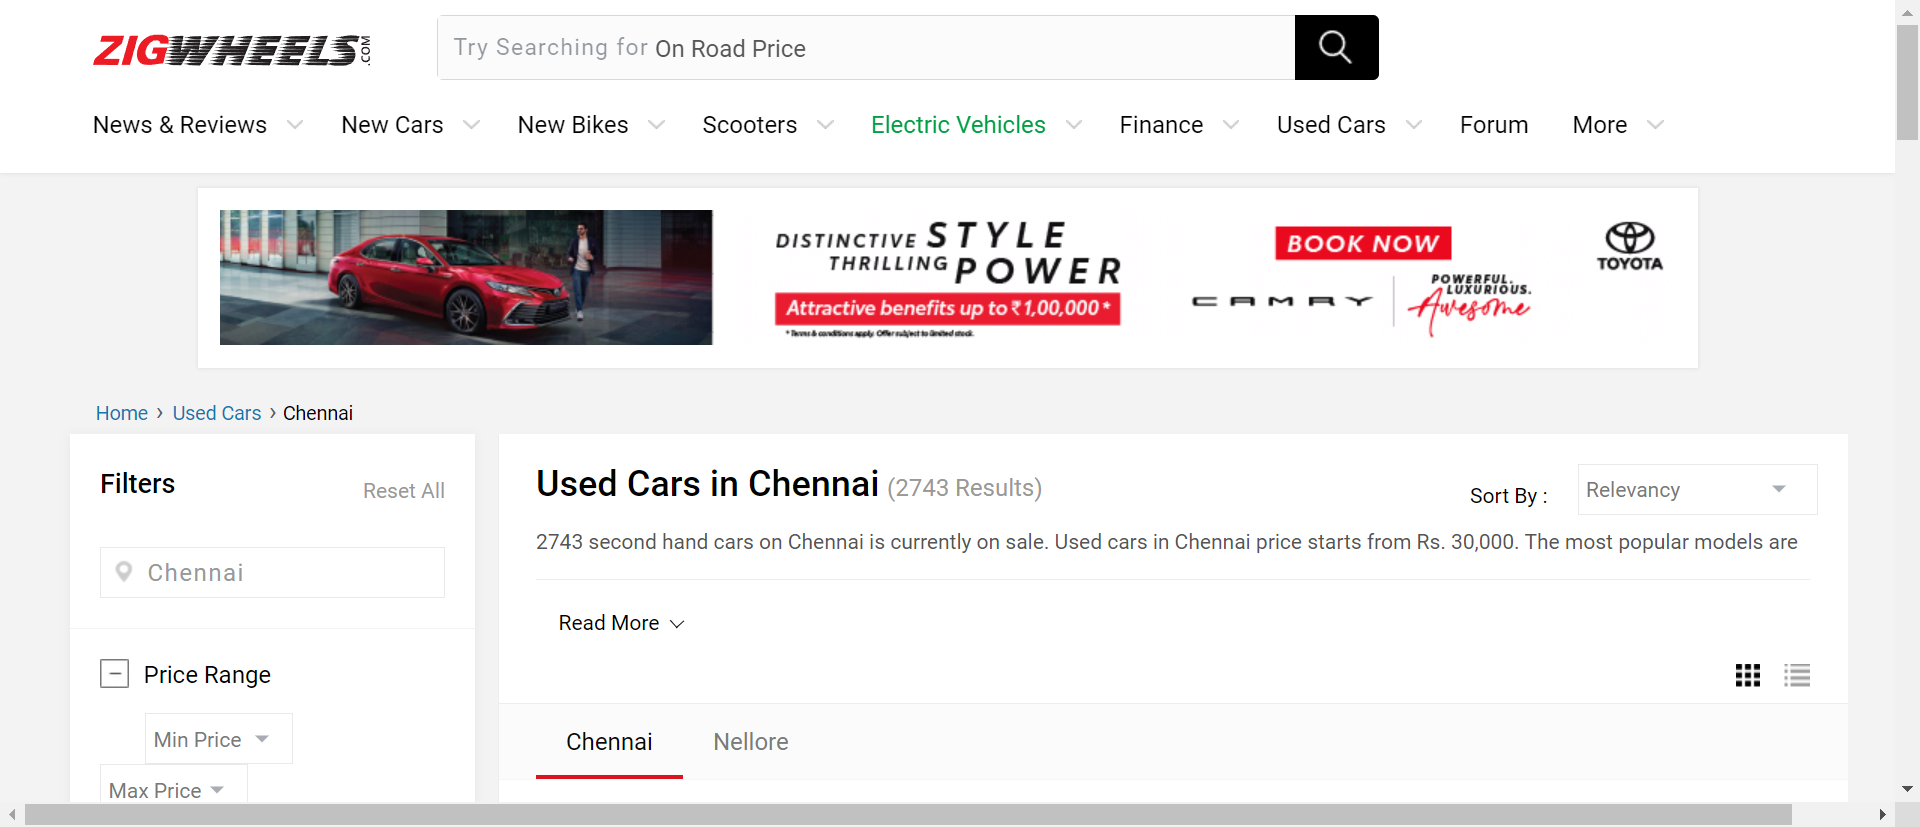 ZIGWHEELS.COM
Try Searching for On Road Price
News & Reviews New Cars New Bikes Scooters Electric Vehicles Finance Used Cars Forum More
DISTINCTIVE STYLE
THRILLING POWER
Attractive benefits up to ₹1,00,000*
* Terms & conditions apply. Offer subject to limited stock.
BOOK NOW
CAMRY
POWERFUL.
LUXURIOUS.
Awesome
TOYOTA
Home › Used Cars › Chennai
Filters
Reset All
Chennai
Price Range
Min Price
Max Price
Used Cars in Chennai (2743 Results)
Sort By : Relevancy
2743 second hand cars on Chennai is currently on sale. Used cars in Chennai price starts from Rs. 30,000. The most popular models are
Read More
Chennai Nellore